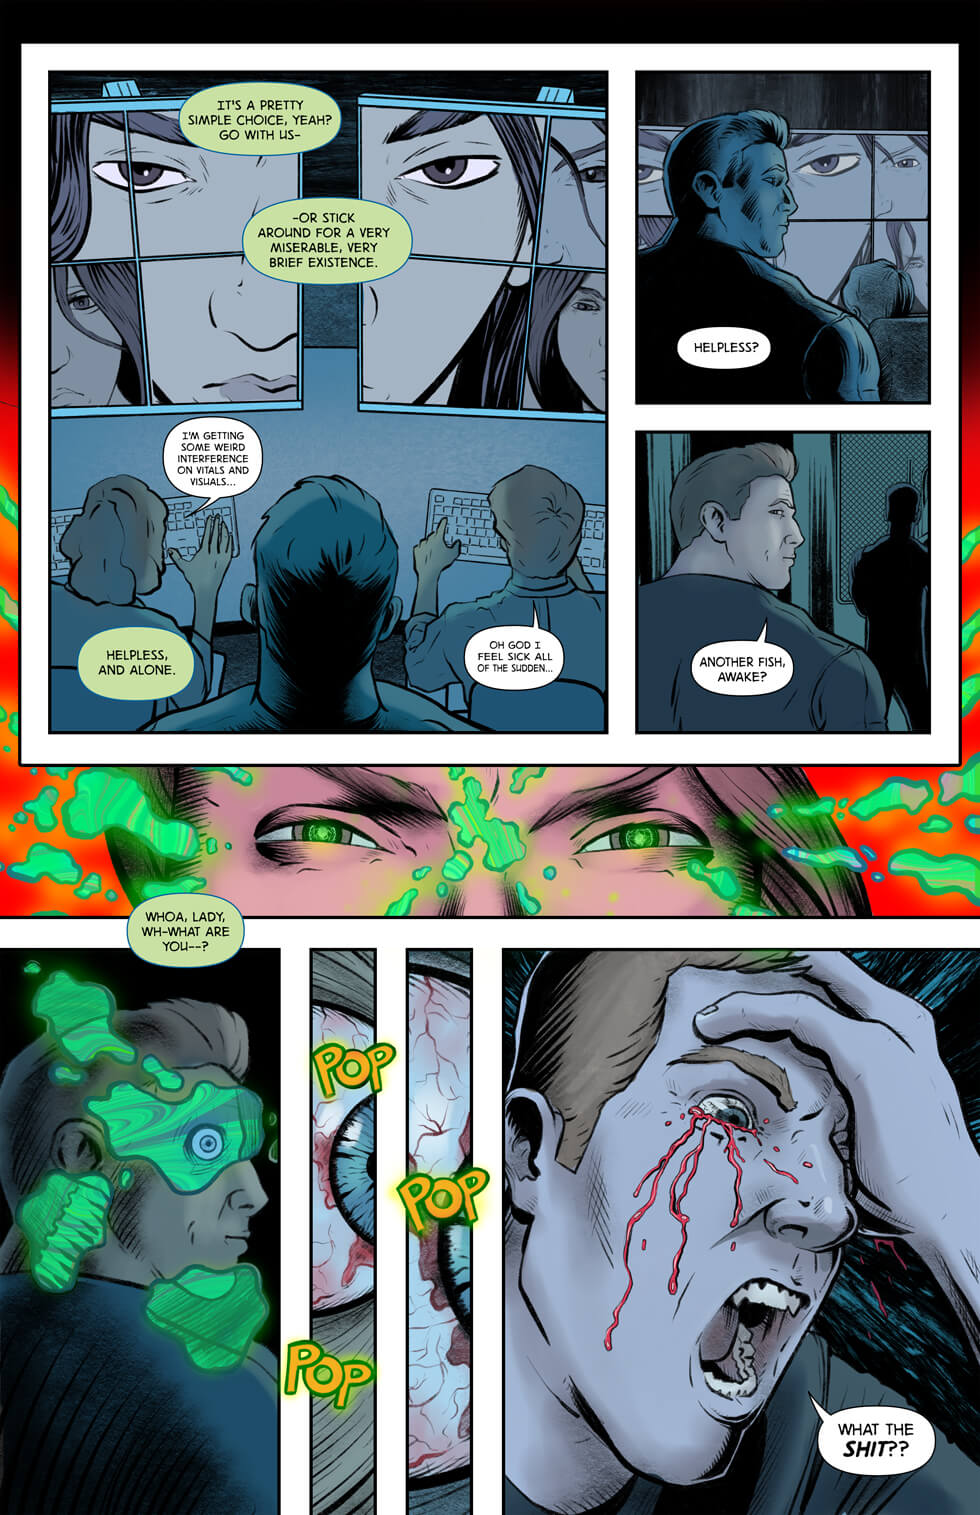 IT'S A PRETTY
SIMPLE CHOICE, YEAH?
GO WITH US-
-OR STICK
AROUND FOR A VERY
MISERABLE, VERY
BRIEF EXISTENCE.
I'M GETTING
SOME WEIRD
INTERFERENCE
ON VITALS AND
VISUALS...
HELPLESS,
AND ALONE.
OH GOD I
FEEL SICK ALL
OF THE SUDDEN...
HELPLESS?
ANOTHER FISH,
AWAKE?
WHOA, LADY,
WH-WHAT ARE
YOU--?
POP
POP
POP
WHAT THE
SHIT??